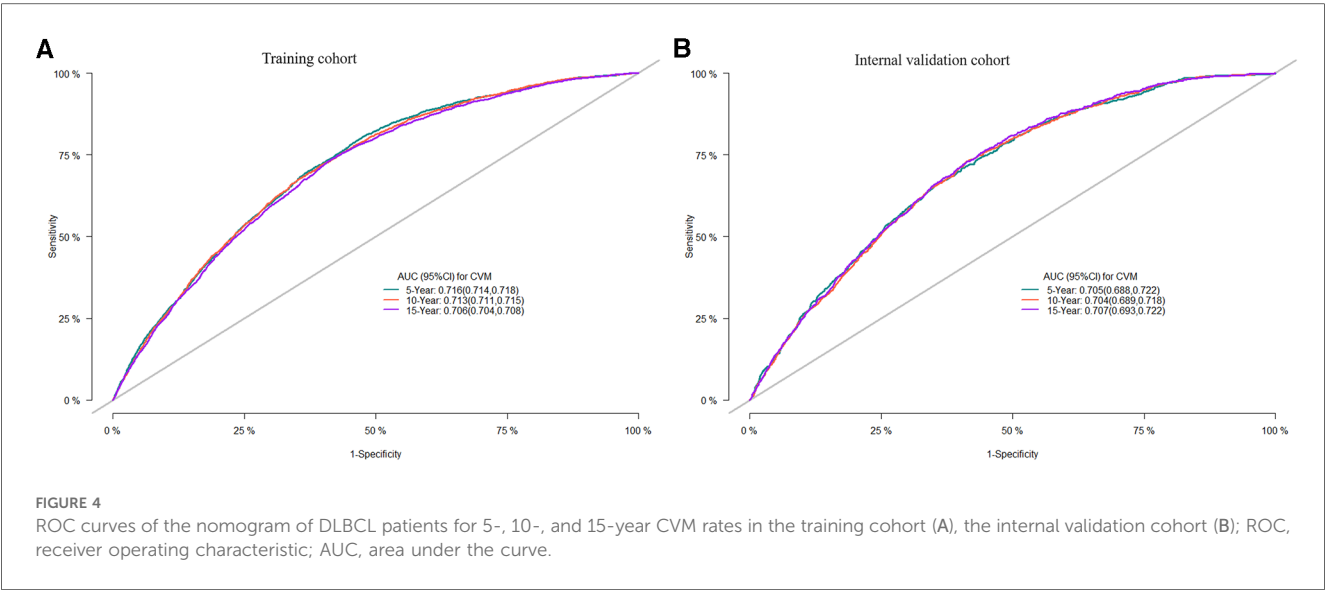 A
Training cohort
100 %
75 %
50 %
25 %
0 %
Sensitivity
AUC (95%CI) for CVM
5-Year: 0.716(0.714,0.718)
10-Year: 0.713(0.711,0.715)
15-Year: 0.706(0.704,0.708)
0 %
25 %
50 %
75 %
100 %
1-Specificity
B
Internal validation cohort
100 %
75 %
50 %
25 %
0 %
Sensitivity
AUC (95%CI) for CVM
5-Year: 0.705(0.688,0.722)
10-Year: 0.704(0.689,0.718)
15-Year: 0.707(0.693,0.722)
0 %
25 %
50 %
75 %
100 %
1-Specificity
FIGURE 4
ROC curves of the nomogram of DLBCL patients for 5-, 10-, and 15-year CVM rates in the training cohort (A), the internal validation cohort (B); ROC,
receiver operating characteristic; AUC, area under the curve.